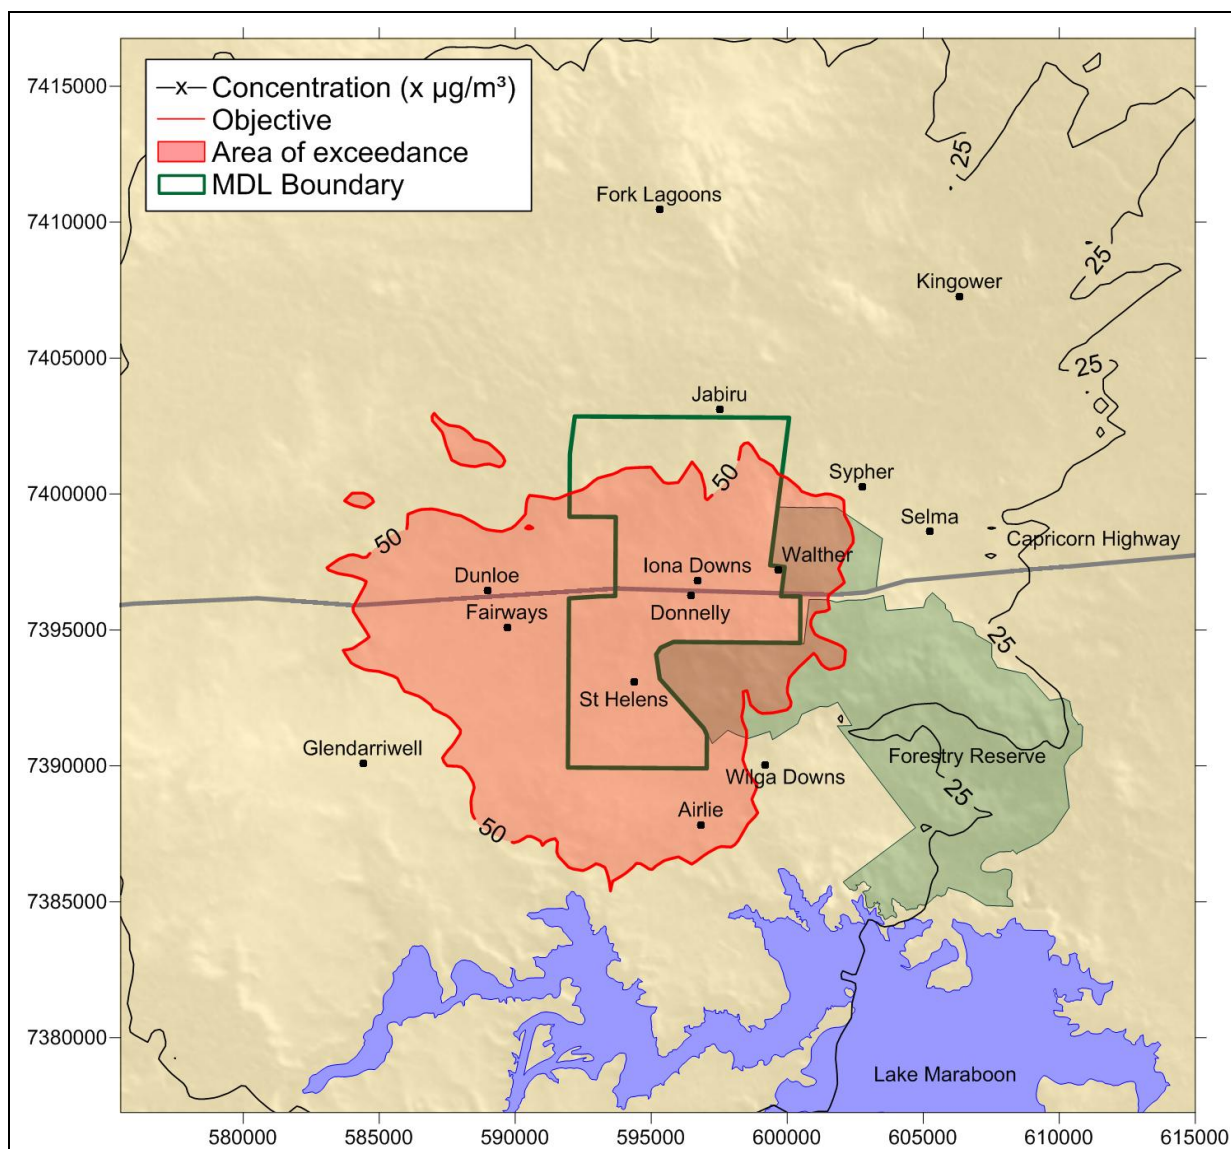 7415000
—x— Concentration (x µg/m³)
Objective
Area of exceedance
MDL Boundary
25
Fork Lagoons
7410000
25
Kingower
7405000
25
Jabiru
50
Sypher
7400000
Selma
50
Capricorn Highway
Walther
Iona Downs
Dunloe
Fairways
Donnelly
7395000
25
St Helens
Glendarriwell
Forestry Reserve
7390000
Wilga Downs
25
Airlie
50
7385000
7380000
Lake Maraboon
580000 585000 590000 595000 600000 605000 610000 615000